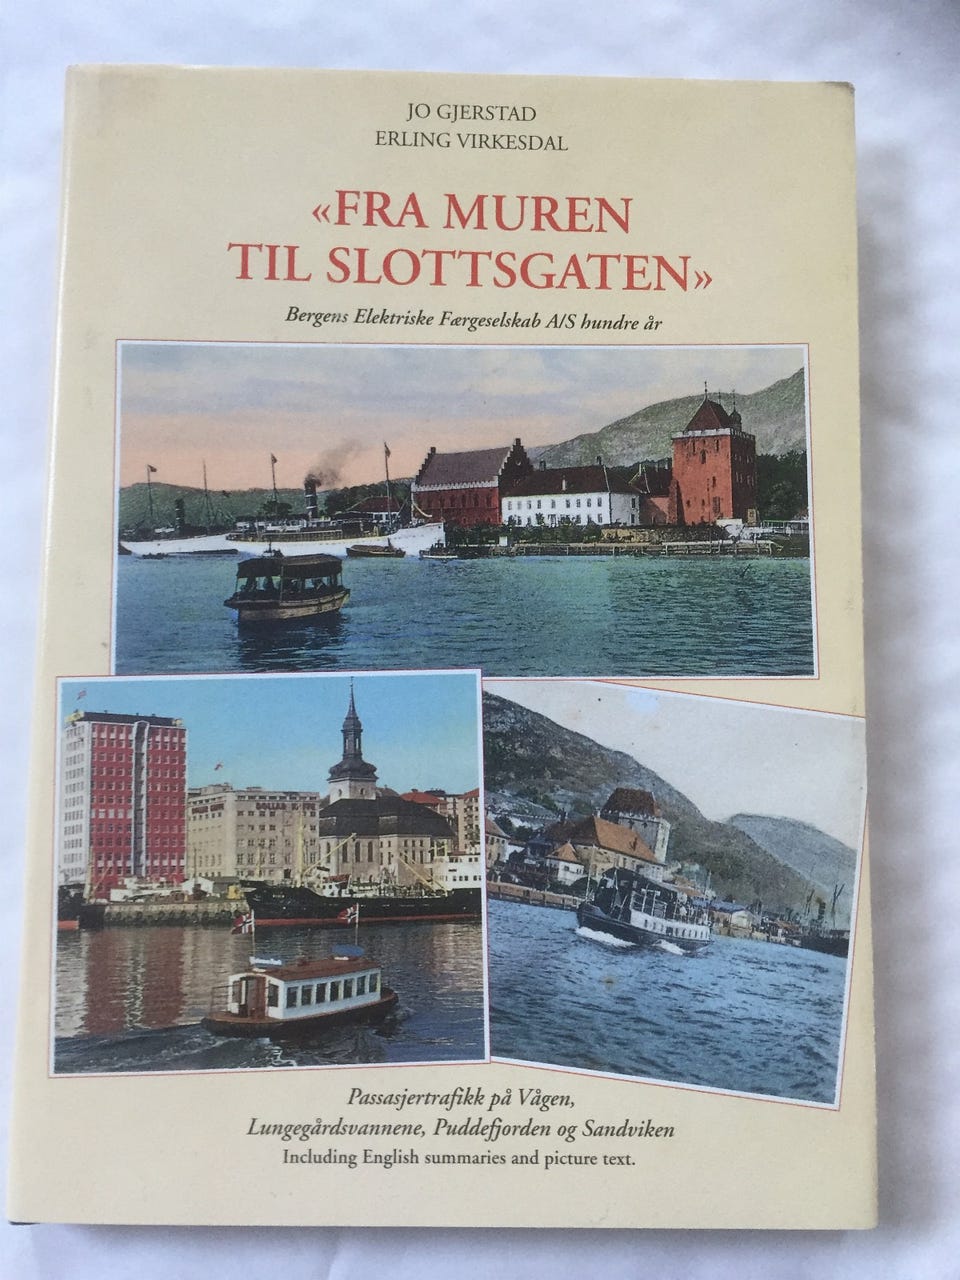 JO GJERSTAD
ERLING VIRKESDAL
«FRA MUREN
TIL SLOTTSGATEN»
Bergens Elektriske Færgeselskab A/S hundre år
Passasjertrafikk på Vågen,
Lungegårdsvannene, Puddefjorden og Sandviken
Including English summaries and picture text.